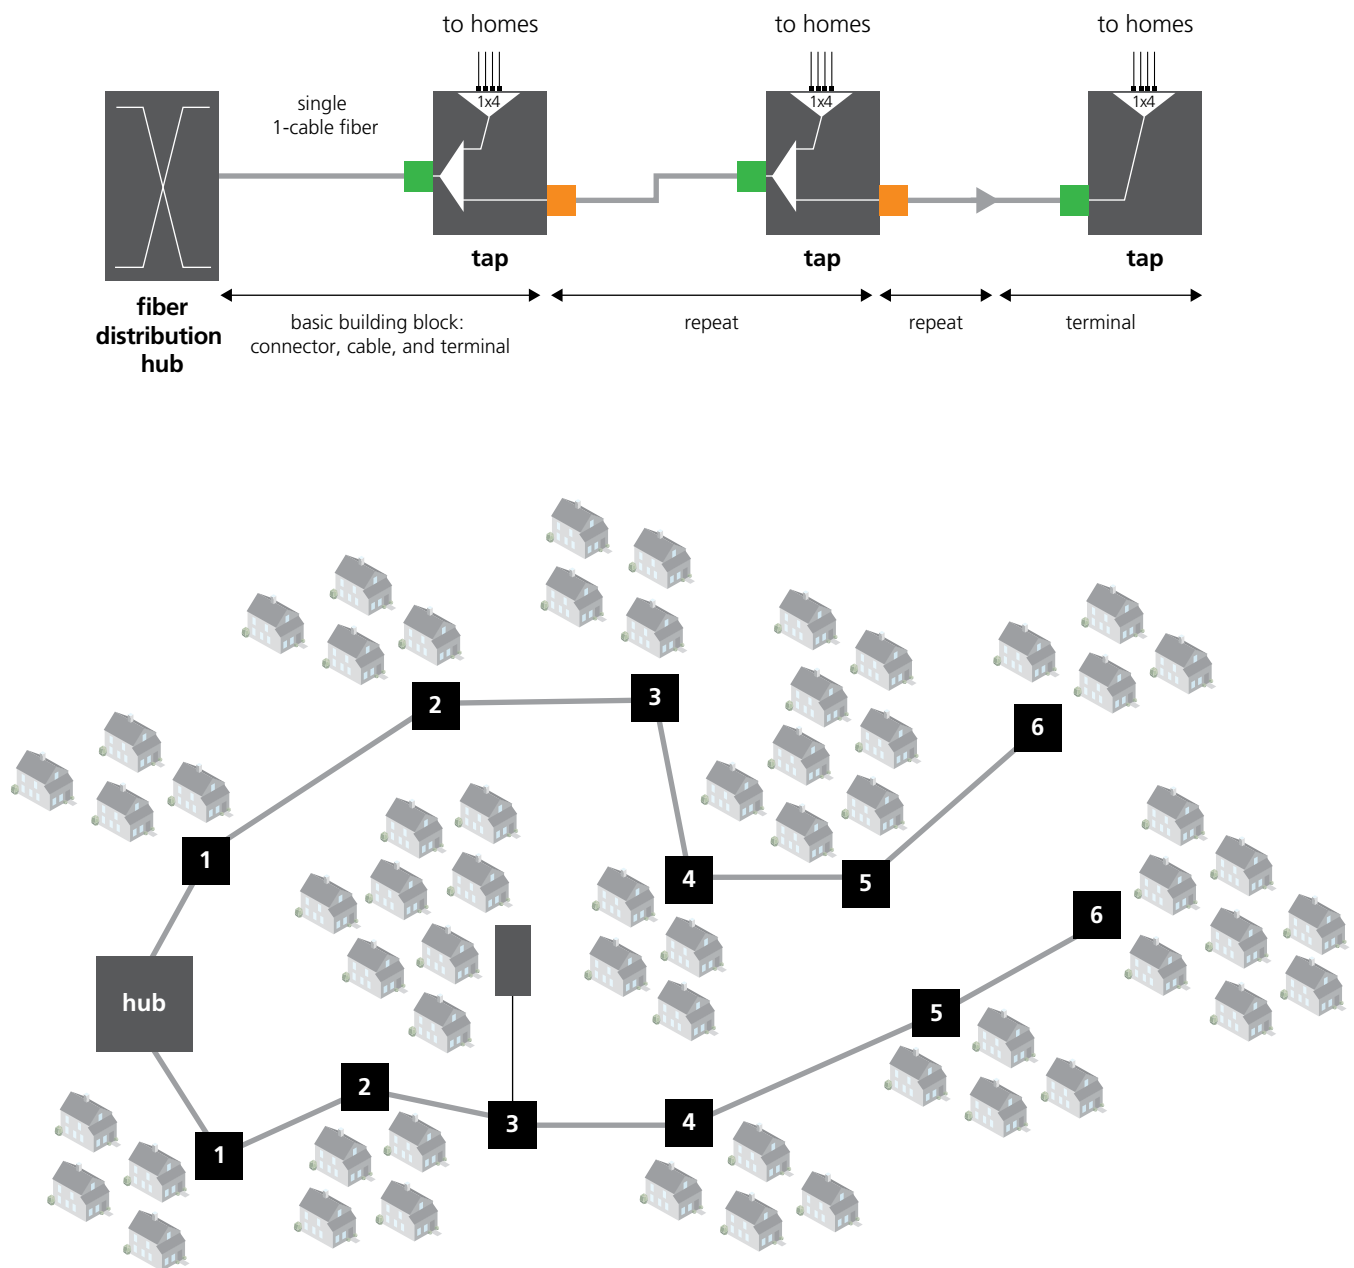 to homes
to homes
to homes
1x4
1x4
1x4
single
1-cable fiber
tap
tap
tap
fiber
distribution
hub
basic building block:
connector, cable, and terminal
repeat
repeat
terminal
2
3
6
1
4
5
6
hub
5
2
3
4
1